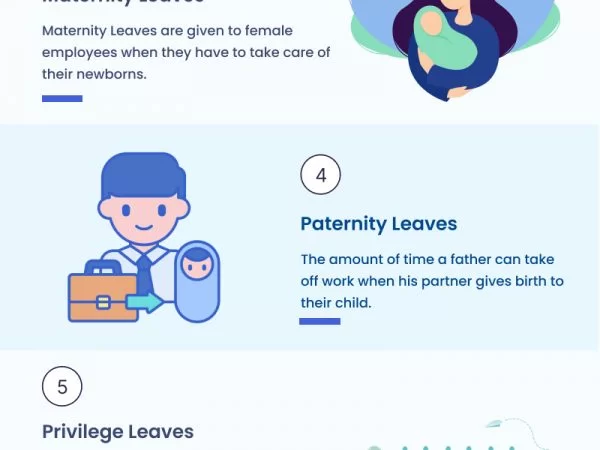 Maternity Leaves
Maternity Leaves are given to female
employees when they have to take care of
their newborns.
4
Paternity Leaves
The amount of time a father can take
off work when his partner gives birth to
their child.
5
Privilege Leaves